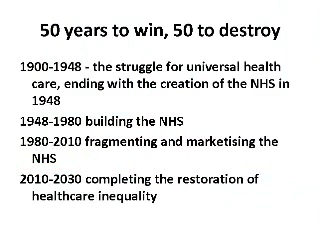 50 years to win, 50 to destroy
1900-1948 - the struggle for universal health
care, ending with the creation of the NHS in
1948
1948-1980 building the NHS
1980-2010 fragmenting and marketising the
NHS
2010-2030 completing the restoration of
healthcare inequality